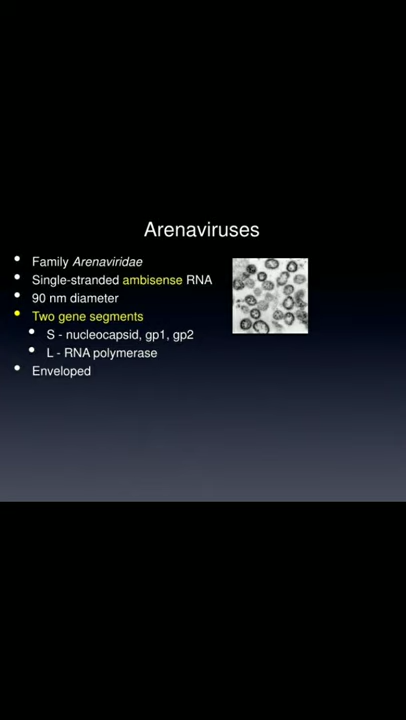 Arenaviruses
• Family Arenaviridae
• Single-stranded ambisense RNA
• 90 nm diameter
• Two gene segments
• S - nucleocapsid, gp1, gp2
• L - RNA polymerase
• Enveloped